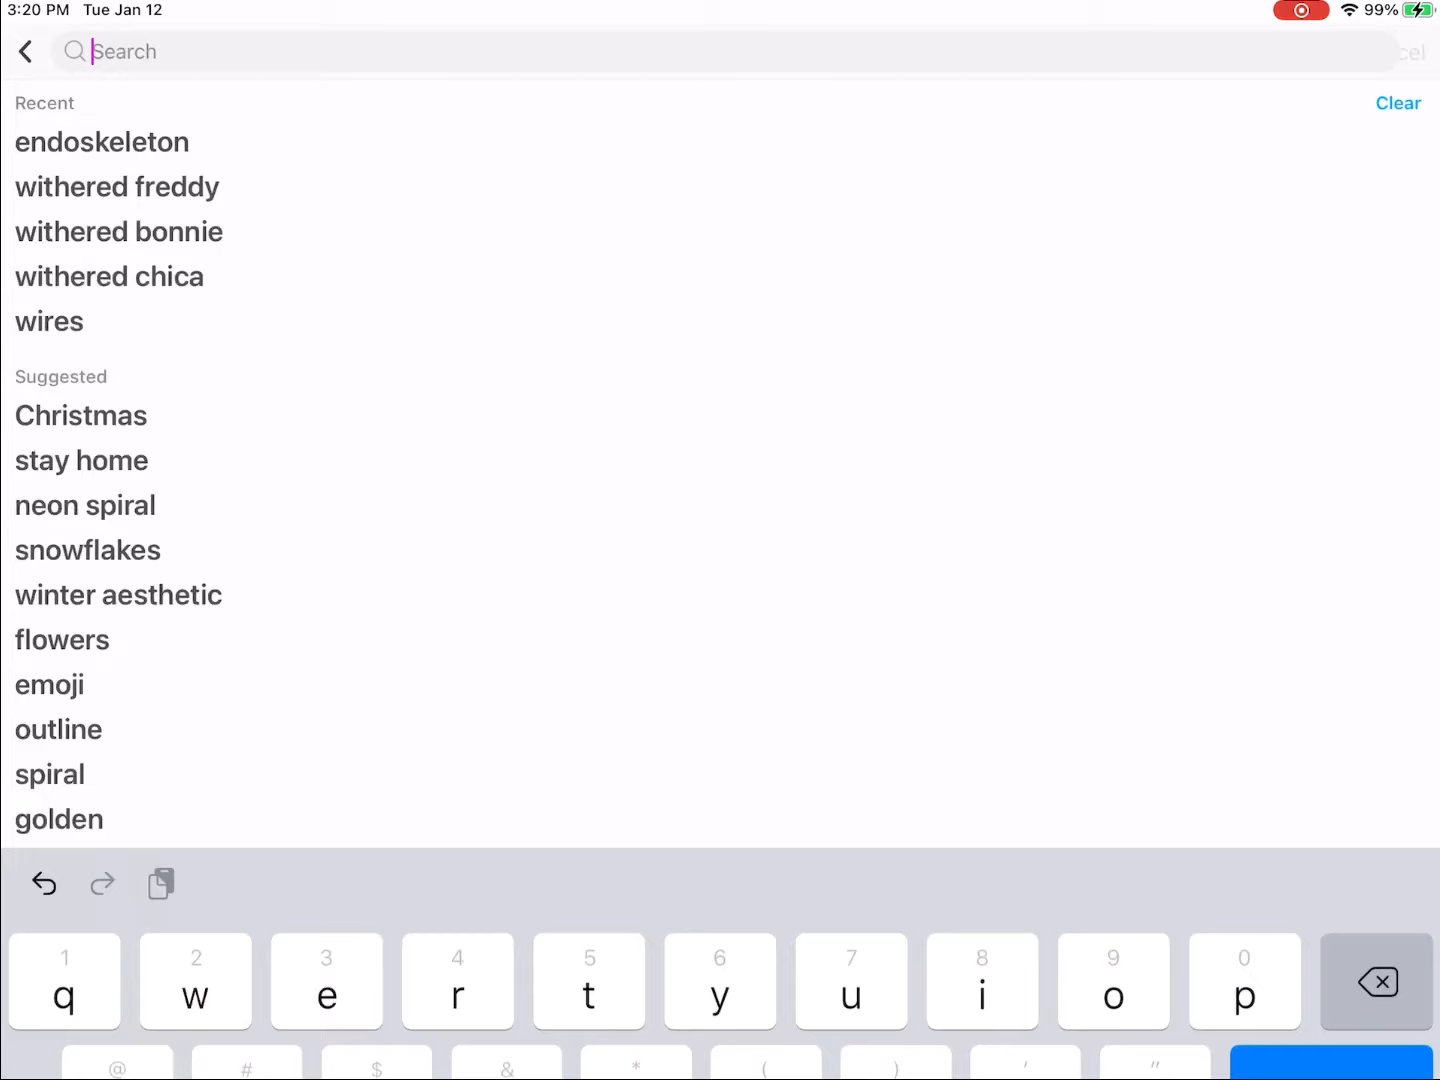 3:20 PM Tue Jan 12 99%
Search
cel
Recent Clear
endoskeleton
withered freddy
withered bonnie
withered chica
wires
Suggested
Christmas
stay home
neon spiral
snowflakes
winter aesthetic
flowers
emoji
outline
spiral
golden
1 2 3 4 5 6 7 8 9 0
q w e r t y u i o p
@ # $ & * ( ) ' "